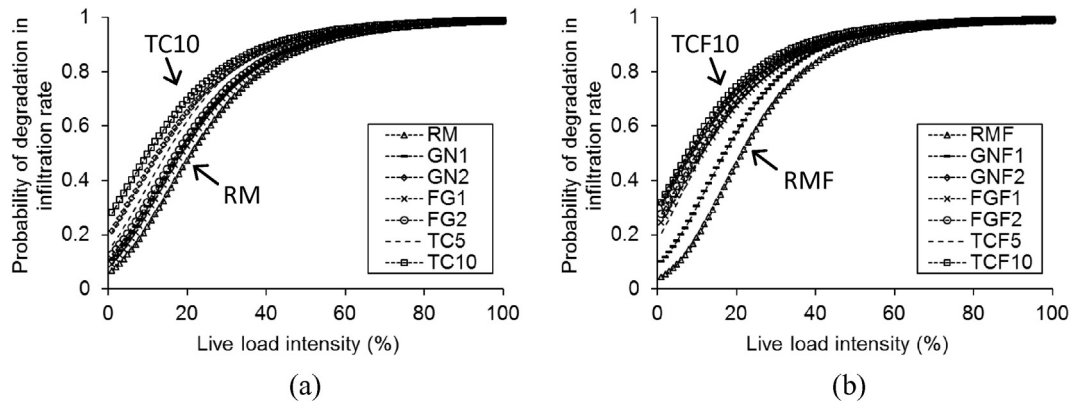 Probability of degradation in
infiltration rate
1
0.8
0.6
0.4
0.2
0
0 20 40 60 80 100
Live load intensity (%)
TC10
RM
RM
GN1
GN2
FG1
FG2
TC5
TC10
(a)
Probability of degradation in
infiltration rate
1
0.8
0.6
0.4
0.2
0
0 20 40 60 80 100
Live load intensity (%)
TCF10
RMF
RMF
GNF1
GNF2
FGF1
FGF2
TCF5
TCF10
(b)